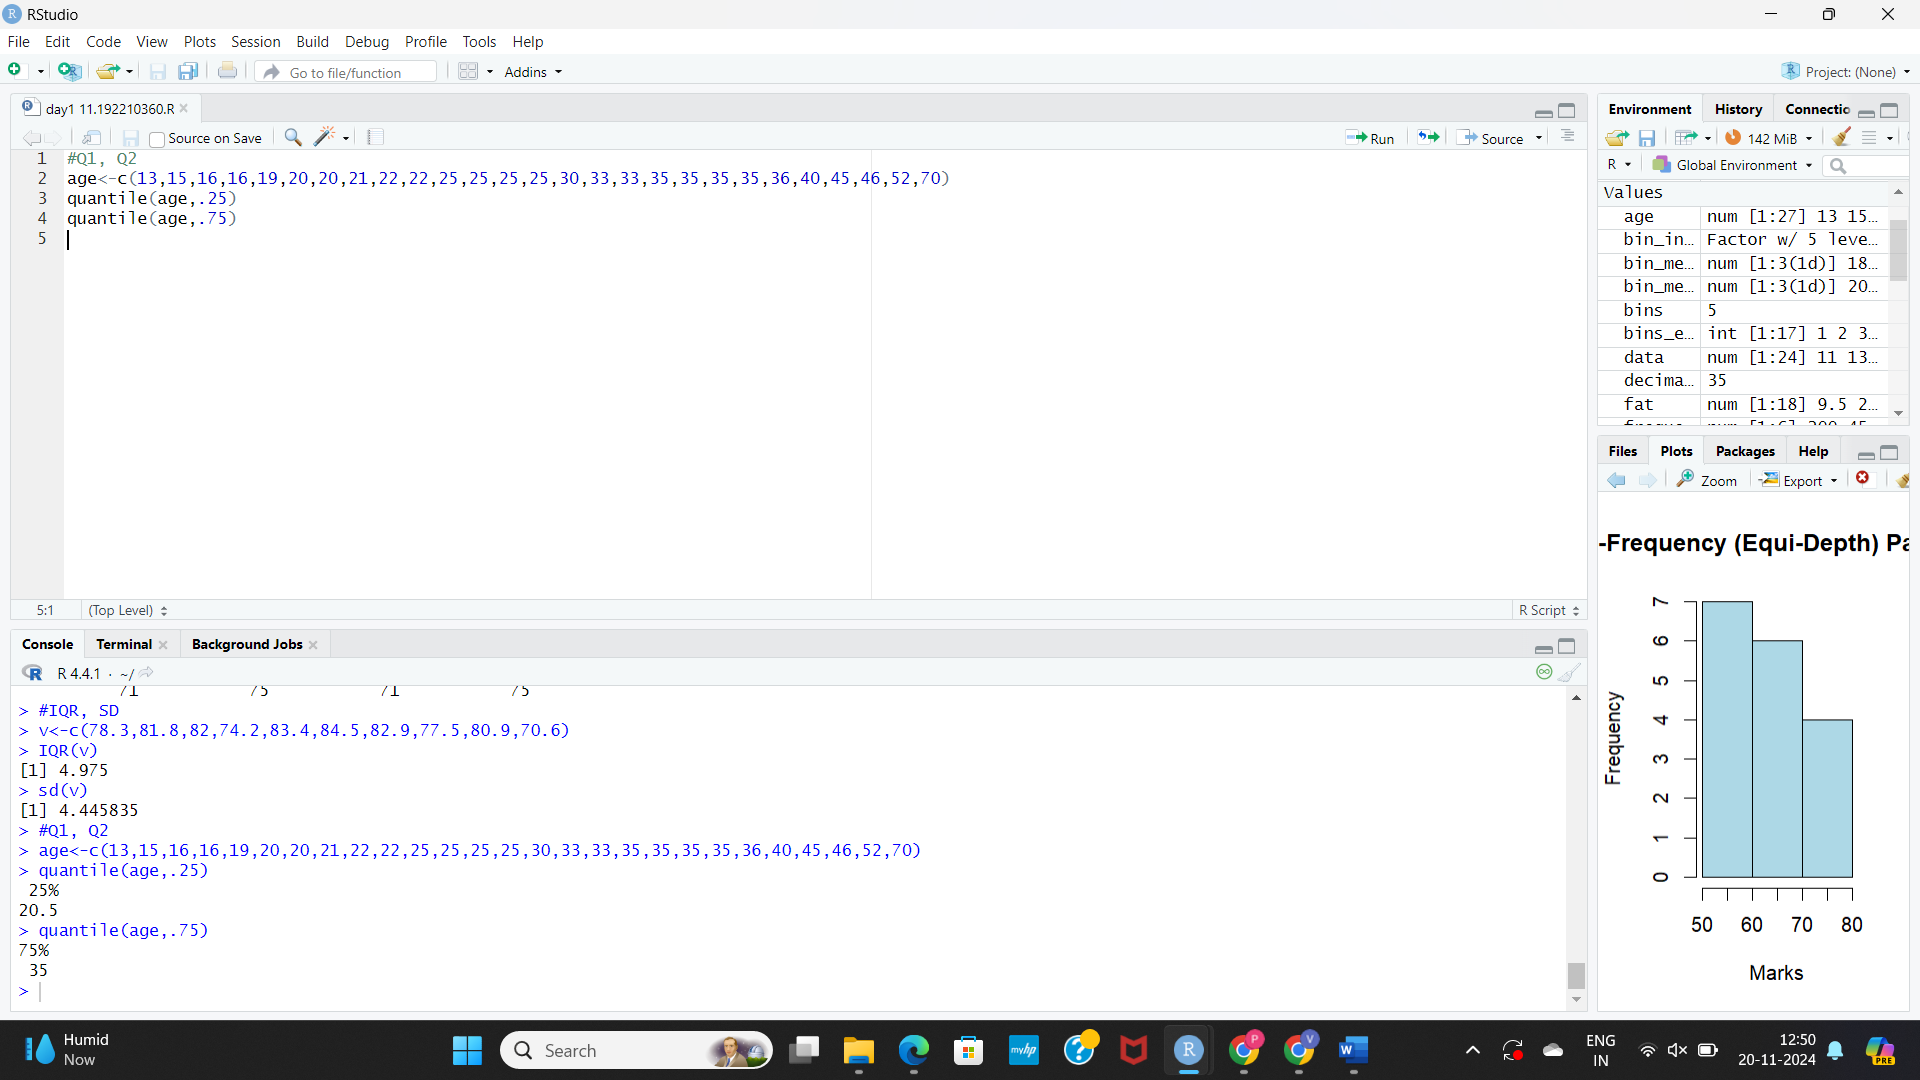 RStudio
File Edit Code View Plots Session Build Debug Profile Tools Help
Go to file/function Addins Project: (None)
day1 11.192210360.R
Source on Save Run Source
1 #Q1, Q2
2 age<-c(13,15,16,16,19,20,20,21,22,22,25,25,25,25,30,33,33,35,35,35,35,36,40,45,46,52,70)
3 quantile(age,.25)
4 quantile(age,.75)
5
5:1 (Top Level) R Script
Console Terminal Background Jobs
R 4.4.1 · ~/
71 75 71 75
> #IQR, SD
> v<-c(78.3,81.8,82,74.2,83.4,84.5,82.9,77.5,80.9,70.6)
> IQR(v)
[1] 4.975
> sd(v)
[1] 4.445835
> #Q1, Q2
> age<-c(13,15,16,16,19,20,20,21,22,22,25,25,25,25,30,33,33,35,35,35,35,36,40,45,46,52,70)
> quantile(age,.25)
25%
20.5
> quantile(age,.75)
75%
35
>
Environment History Connectio
142 MiB
R Global Environment
Values
age num [1:27] 13 15...
bin_in... Factor w/ 5 leve...
bin_me... num [1:3(1d)] 18...
bin_me... num [1:3(1d)] 20...
bins 5
bins_e... int [1:17] 1 2 3...
data num [1:24] 11 13...
decima... 35
fat num [1:18] 9.5 2...
Files Plots Packages Help
Zoom Export
-Frequency (Equi-Depth) Pa
Frequency
7
6
5
4
3
2
1
0
50 60 70 80
Marks
Humid
Now
Search
myhp
P
V
W
PRE
ENG
IN
12:50
20-11-2024